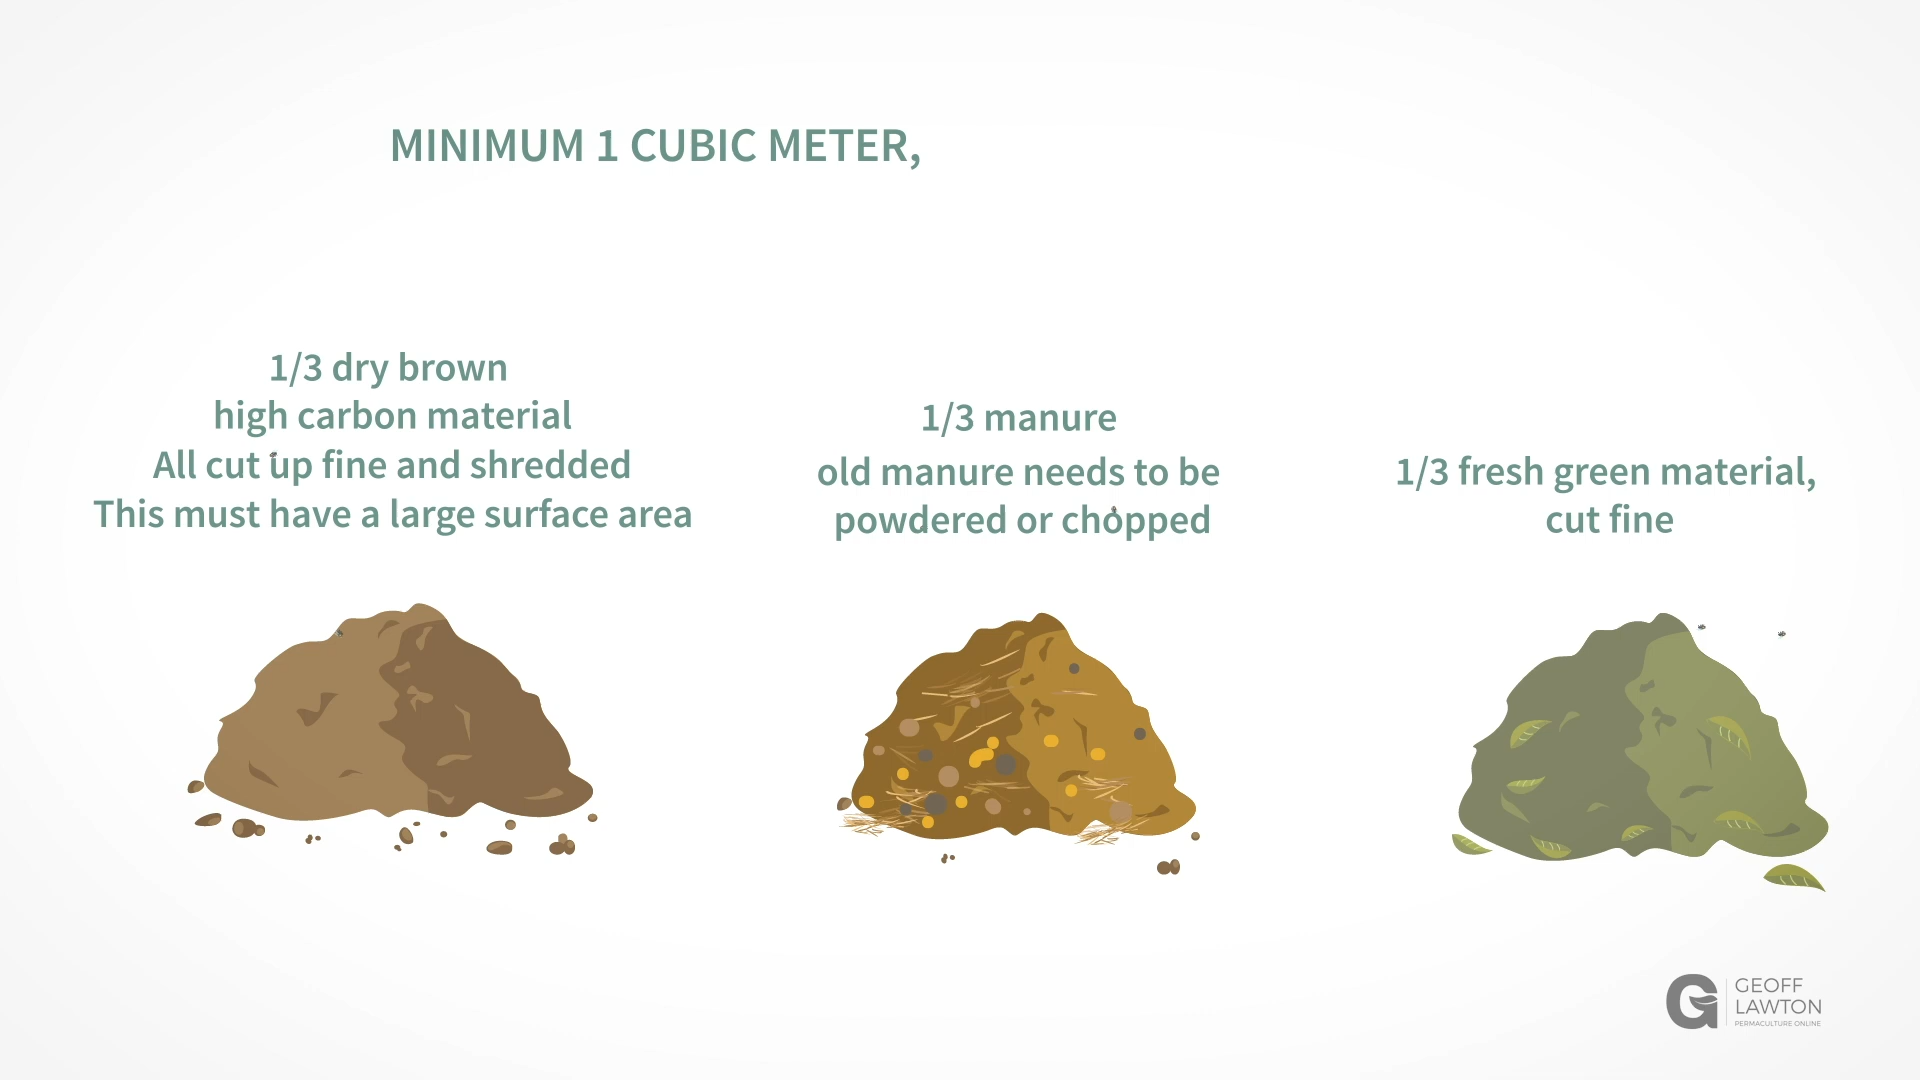 MINIMUM 1 CUBIC METER,
1/3 dry brown
high carbon material
All cut up fine and shredded
This must have a large surface area
1/3 manure
old manure needs to be
powdered or chopped
1/3 fresh green material,
cut fine
GEOFF
LAWTON
PERMACULTURE ONLINE